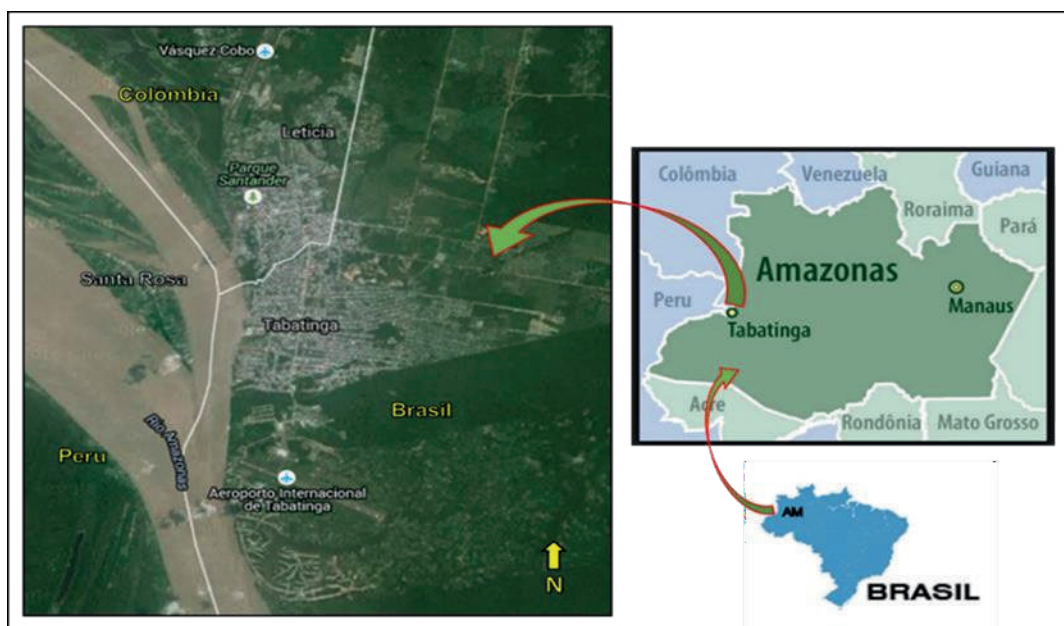 Vásquez Cobo
Colômbia
Leticia
Parque
Santander
Santa Rosa
Tabatinga
Brasil
Rio Amazonas
Peru
Aeroporto Internacional
de Tabatinga
N
Colômbia
Venezuela
Guiana
Roraima
Pará
Amazonas
Peru
Manaus
Tabatinga
Acre
Rondônia
Mato Grosso
AM
BRASIL